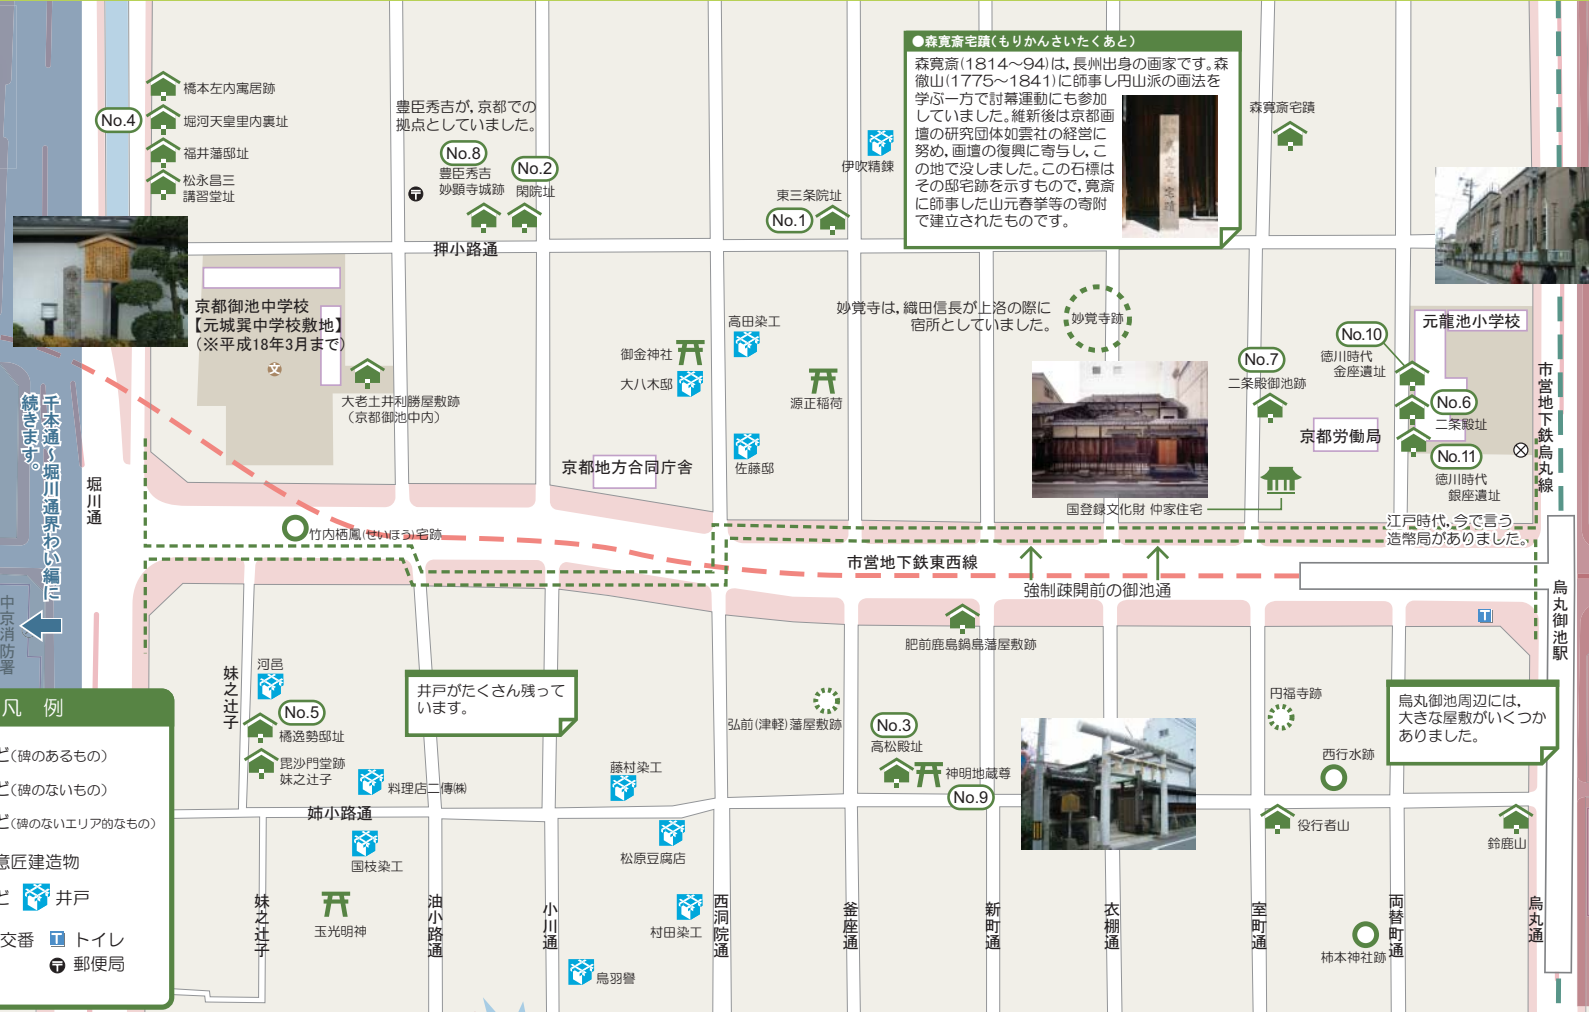 ●森寛斎宅蹟(もりかんさいたくあと)
森寛斎(1814～94)は,長州出身の画家です。森
徹山(1775～1841)に師事し円山派の画法を
学ぶ一方で討幕運動にも参加
していました。維新後は京都画
壇の研究団体如雲社の経営に
努め,画壇の復興に寄与し,こ
の地で没しました。この石標は
その邸宅跡を示すもので,寛斎
に師事した山元春挙等の寄附
で建立されたものです。
橋本左内寓居跡
No.4
堀河天皇里内裏址
福井藩邸址
松永昌三
講習堂址
豊臣秀吉が,京都での
拠点としていました。
No.8
豊臣秀吉
妙顕寺城跡
No.2
閑院址
押小路通
伊吹精錬
東三条院址
No.1
森寛斎宅蹟
京都御池中学校
【元城巽中学校敷地】
(※平成18年3月まで)
文
大老土井利勝屋敷跡
(京都御池中内)
御金神社
大八木邸
高田染工
源正稲荷
佐藤邸
京都地方合同庁舎
妙覚寺は,織田信長が上洛の際に
宿所としていました。
妙覚寺跡
No.7
二条殿御池跡
元龍池小学校
No.10
徳川時代
金座遺址
No.6
二条殿址
No.11
徳川時代
銀座遺址
京都労働局
国登録文化財 仲家住宅
江戸時代,今で言う
造幣局がありました。
市営地下鉄烏丸線
千本通～堀川通界わい編に
続きます。
堀川通
竹内栖鳳(せいほう)宅跡
市営地下鉄東西線
強制疎開前の御池通
烏丸御池駅
中京消防署
肥前鹿島鍋島藩屋敷跡
妹之辻子
河邑
No.5
橘逸勢邸址
毘沙門堂跡
妹之辻子
料理店二傳㈱
姉小路通
井戸がたくさん残って
います。
弘前(津軽)藩屋敷跡
No.3
高松殿址
神明地蔵尊
No.9
円福寺跡
西行水跡
烏丸御池周辺には,
大きな屋敷がいくつか
ありました。
役行者山
鈴鹿山
藤村染工
松原豆腐店
国枝染工
玉光明神
村田染工
鳥羽譽
柿本神社跡
妹之辻子
油小路通
小川通
西洞院通
釜座通
新町通
衣棚通
室町通
両替町通
烏丸通
凡 例
ど(碑のあるもの)
ど(碑のないもの)
ど(碑のないエリア的なもの)
意匠建造物
ど 井戸
交番 T トイレ
郵便局